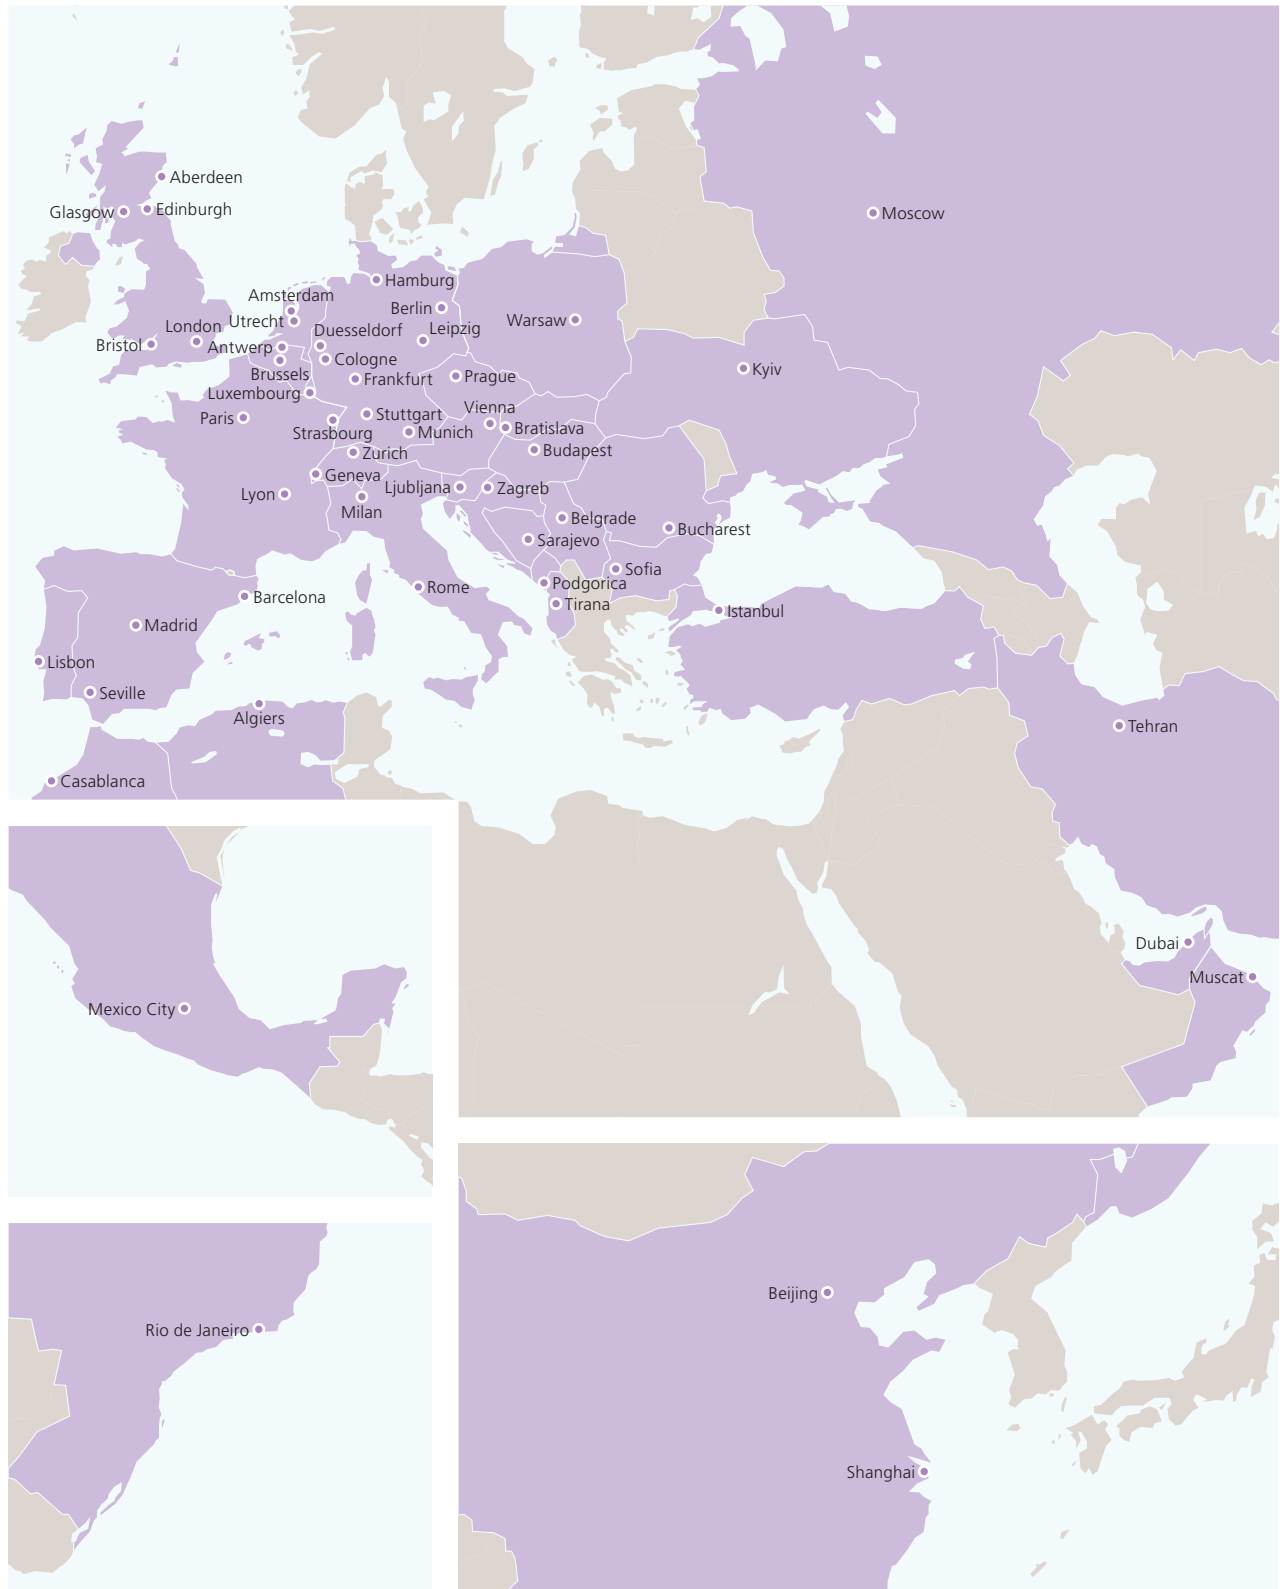 Aberdeen
Glasgow
Edinburgh
Moscow
Hamburg
Amsterdam
Berlin
Utrecht
Warsaw
London
Duesseldorf
Leipzig
Bristol
Antwerp
Cologne
Kyiv
Brussels
Frankfurt
Prague
Luxembourg
Vienna
Paris
Stuttgart
Strasbourg
Munich
Bratislava
Zurich
Budapest
Geneva
Lyon
Ljubljana
Zagreb
Milan
Belgrade
Bucharest
Sarajevo
Sofia
Podgorica
Rome
Barcelona
Tirana
Istanbul
Madrid
Lisbon
Seville
Algiers
Tehran
Casablanca
Dubai
Muscat
Mexico City
Beijing
Rio de Janeiro
Shanghai